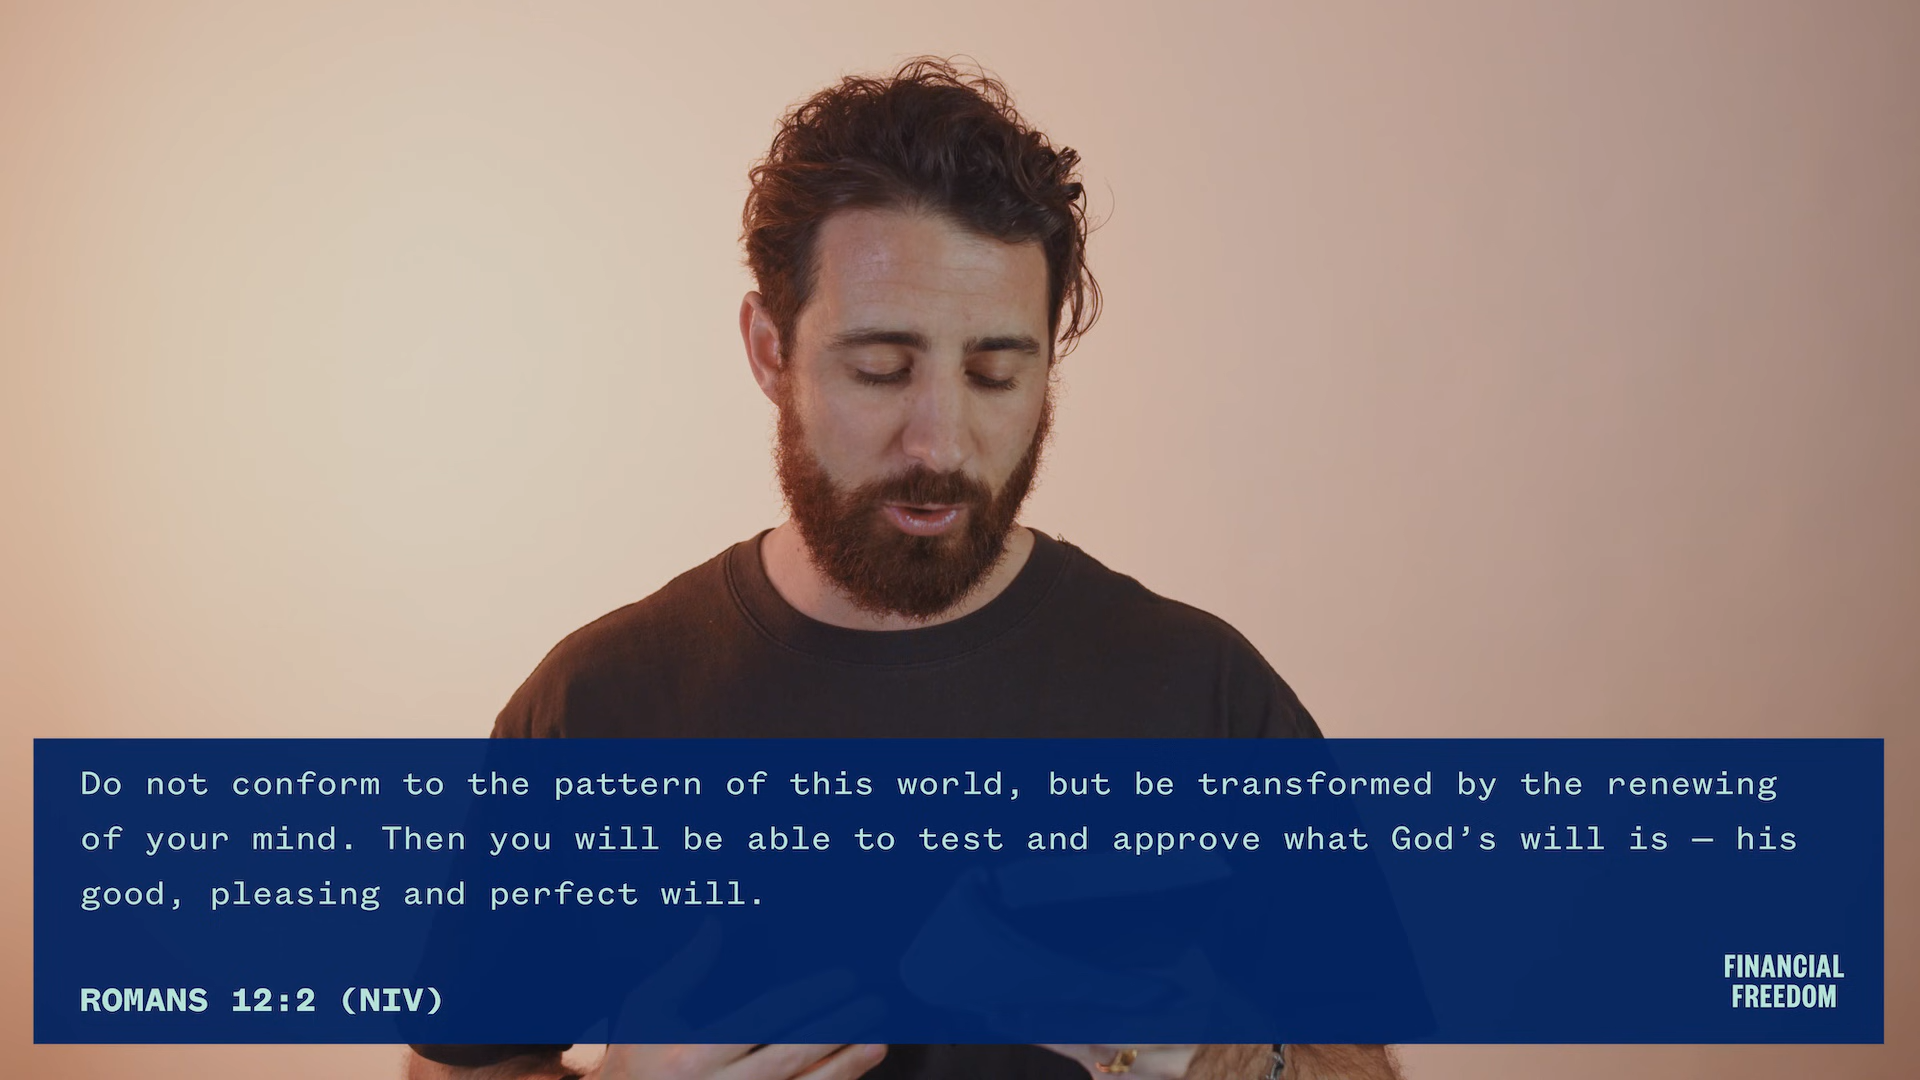 Do not conform to the pattern of this world, but be transformed by the renewing
of your mind. Then you will be able to test and approve what God’s will is – his
good, pleasing and perfect will.
ROMANS 12:2 (NIV)
FINANCIAL
FREEDOM